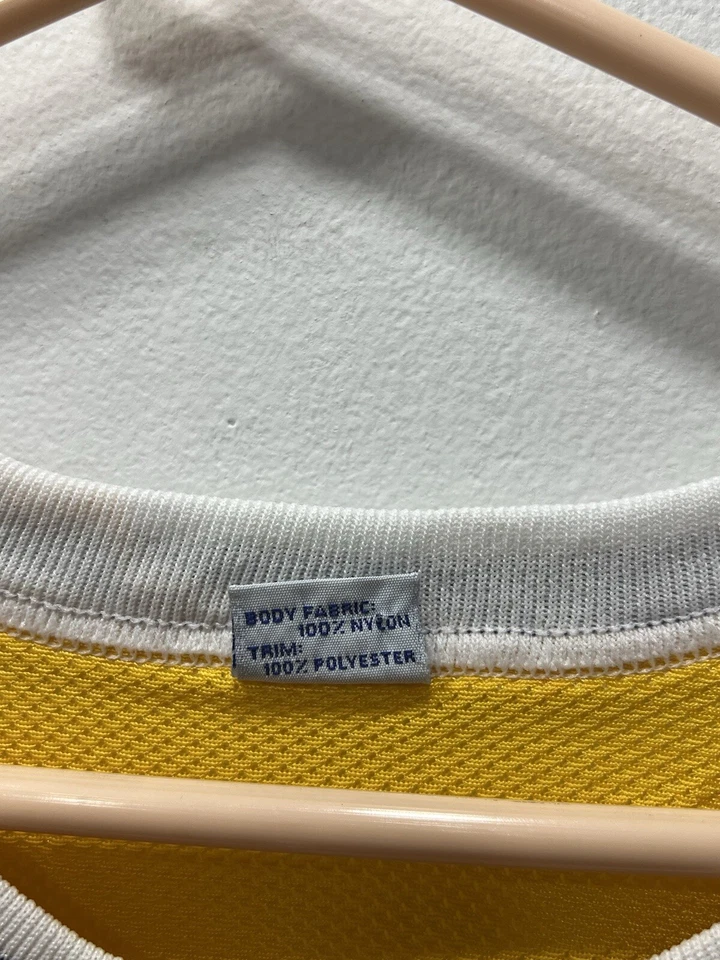 BODY FABRIC:
100% NYLON
TRIM:
100% POLYESTER